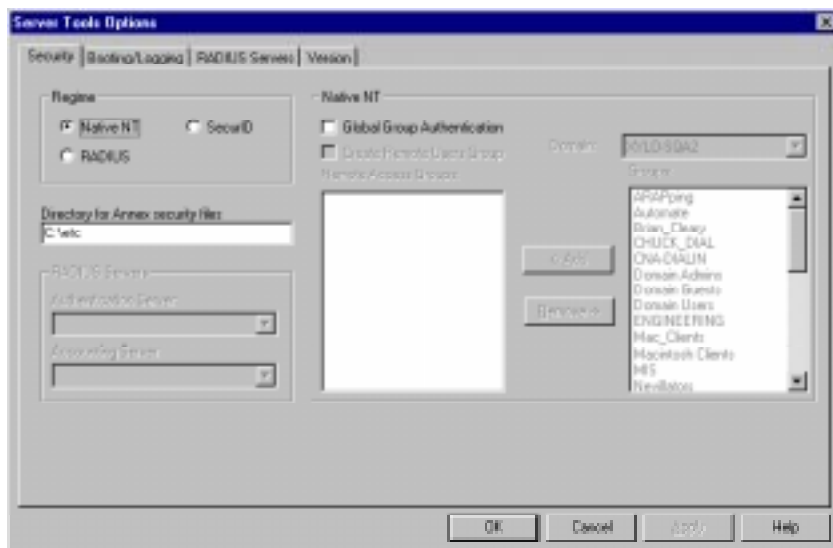 Server Tools Options
Security
Booting/Logging
RADIUS Servers
Version
Regime
Native NT
SecurID
RADIUS
Directory for Annex security files
C:\etc
RADIUS Servers
Authentication Server
Accounting Server
Native NT
Global Group Authentication
Create Remote Users Group
Remote Access Groups
< Add
Remove >
Domain:
Groups
ARAPping
Automate
Brian_Cleary
CHUCK_DIAL
CNA-DIALIN
Domain Admins
Domain Guests
Domain Users
ENGINEERING
Mac_Clients
Macintosh Clients
MIS
Nevillators
OK
Cancel
Apply
Help